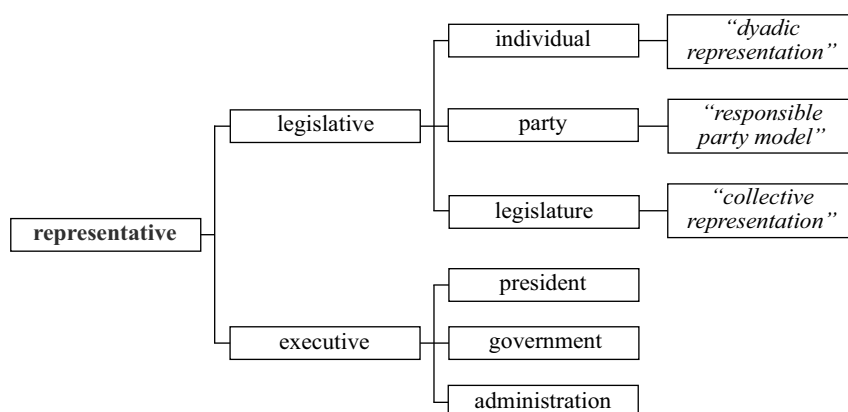 individual
“dyadic
representation”
legislative
party
“responsible
party model”
legislature
“collective
representation”
representative
president
executive
government
administration